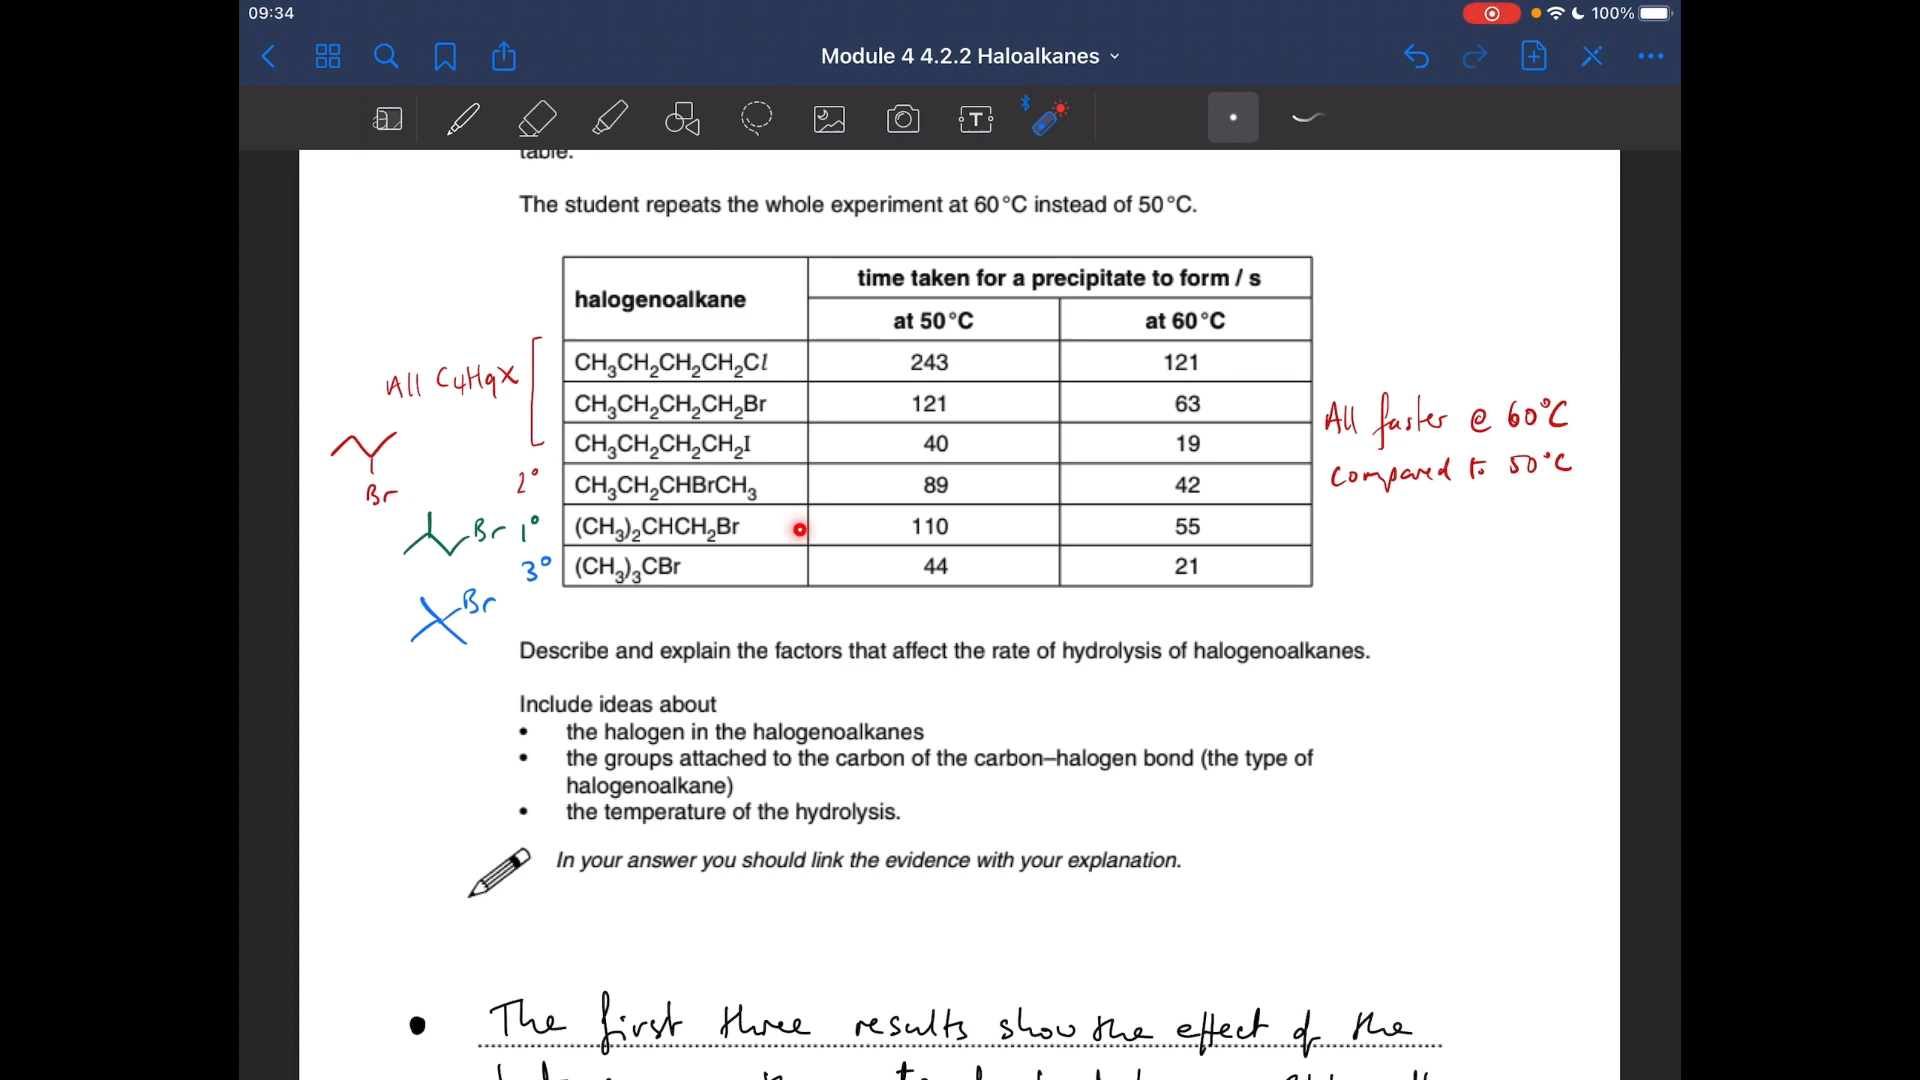 09:34
100%
Module 4 4.2.2 Haloalkanes
table.
The student repeats the whole experiment at 60°C instead of 50°C.
halogenoalkane
time taken for a precipitate to form / s
at 50°C
at 60°C
CH₃CH₂CH₂CH₂Cl 243 121
CH₃CH₂CH₂CH₂Br 121 63
CH₃CH₂CH₂CH₂I 40 19
CH₃CH₂CHBrCH₃ 89 42
(CH₃)₂CHCH₂Br 110 55
(CH₃)₃CBr 44 21
All C₄H₉X
Br
2°
Br 1°
3°
Br
All faster @ 60°C
compared to 50°C
Describe and explain the factors that affect the rate of hydrolysis of halogenoalkanes.
Include ideas about
• the halogen in the halogenoalkanes
• the groups attached to the carbon of the carbon–halogen bond (the type of
halogenoalkane)
• the temperature of the hydrolysis.
In your answer you should link the evidence with your explanation.
• The first three results show the effect of the